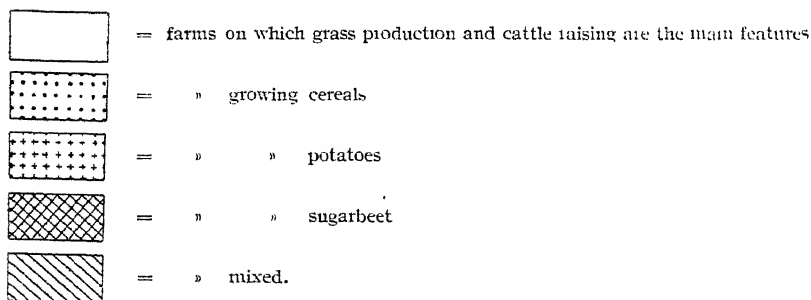 = farms on which grass production and cattle raising are the main features
= » growing cereals
= » » potatoes
= » » sugarbeet
= » mixed.